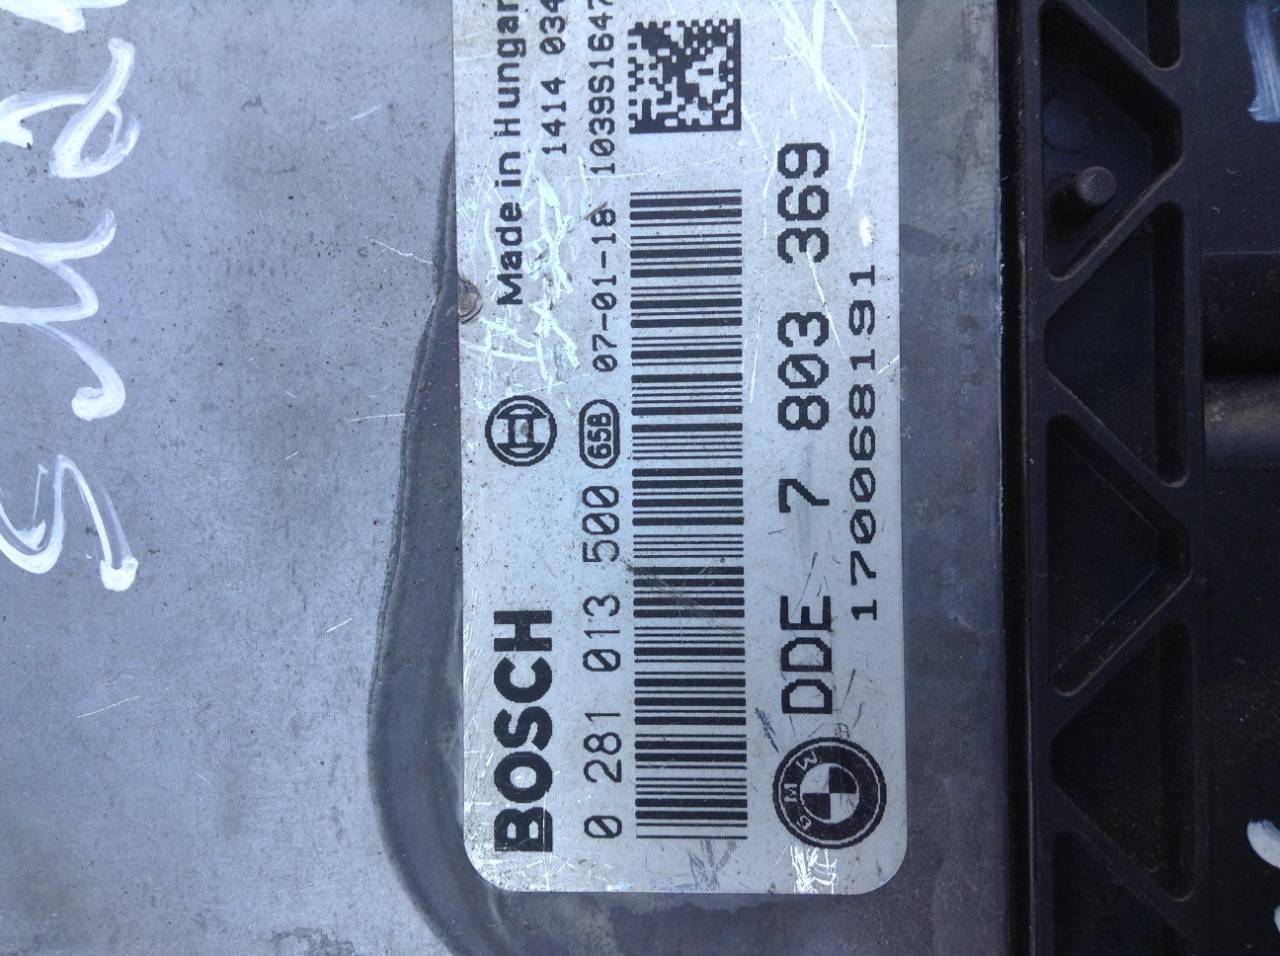 BOSCH
Made in Hungar
1414 034
0 281 013 500 65B 07-01-18 1039S1647
DDE 7 803 369
170068191
BMW